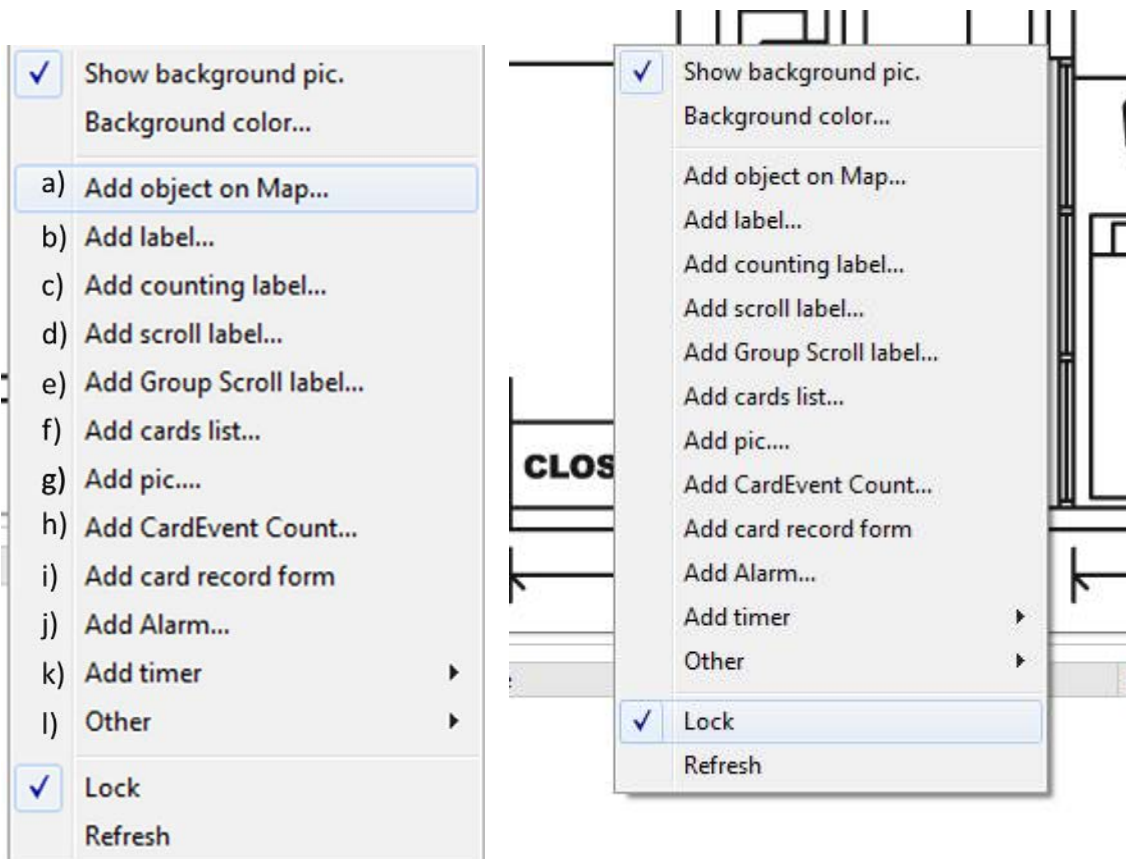 Show background pic.
Background color...
a) Add object on Map...
b) Add label...
c) Add counting label...
d) Add scroll label...
e) Add Group Scroll label...
f) Add cards list...
g) Add pic....
h) Add CardEvent Count...
i) Add card record form
j) Add Alarm...
k) Add timer
l) Other
Lock
Refresh
Show background pic.
Background color...
Add object on Map...
Add label...
Add counting label...
Add scroll label...
Add Group Scroll label...
Add cards list...
Add pic....
Add CardEvent Count...
Add card record form
Add Alarm...
Add timer
Other
Lock
Refresh
CLOS